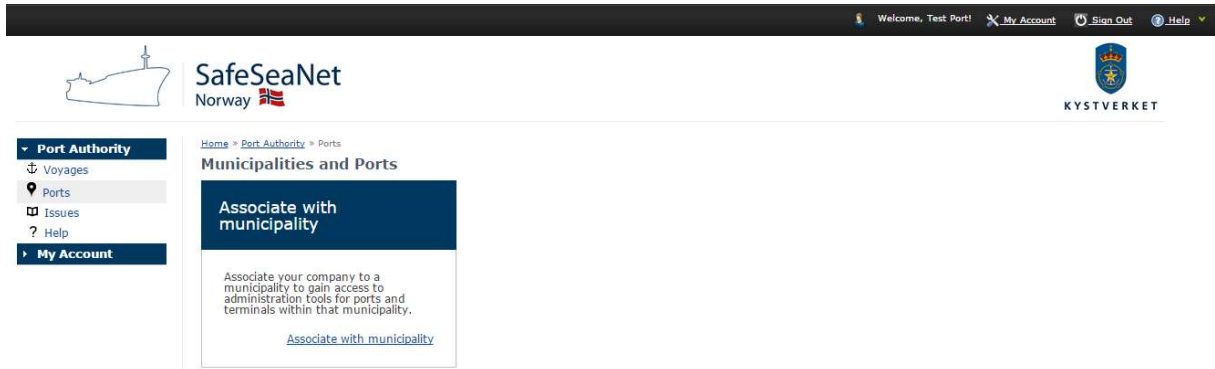 Welcome, Test Port! My Account Sign Out Help
SafeSeaNet
Norway
KYSTVERKET
Port Authority
Voyages
Ports
Issues
? Help
My Account
Home » Port Authority » Ports
Municipalities and Ports
Associate with
municipality
Associate your company to a
municipality to gain access to
administration tools for ports and
terminals within that municipality.
Associate with municipality